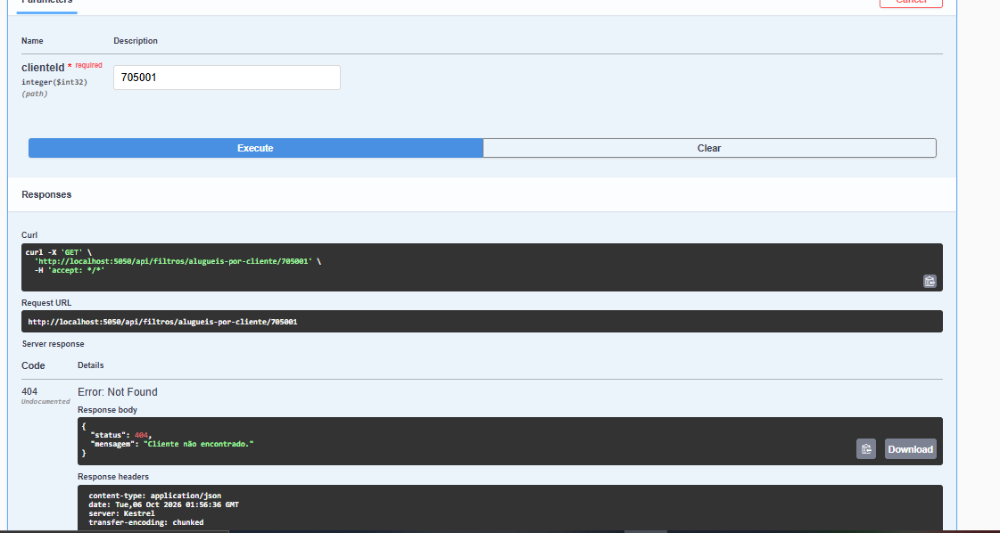 Parameters
Cancel
Name Description
clienteId * required
integer($int32)
(path)
705001
Execute Clear
Responses
Curl
curl -X 'GET' \
'http://localhost:5050/api/filtros/alugueis-por-cliente/705001' \
-H 'accept: */*'
Request URL
http://localhost:5050/api/filtros/alugueis-por-cliente/705001
Server response
Code Details
404 Error: Not Found
Undocumented
Response body
{
"status": 404,
"mensagem": "Cliente não encontrado."
}
Download
Response headers
content-type: application/json
date: Tue,06 Oct 2026 01:56:36 GMT
server: Kestrel
transfer-encoding: chunked